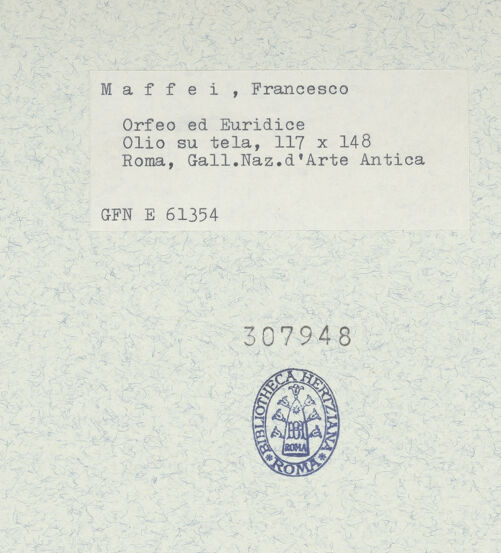 M a f f e i , Francesco
Orfeo ed Euridice
Olio su tela, 117 x 148
Roma, Gall.Naz.d'Arte Antica
GFN E 61354
307948
BIBLIOTHECA HERTZIANA
ROMA
* ROMA *